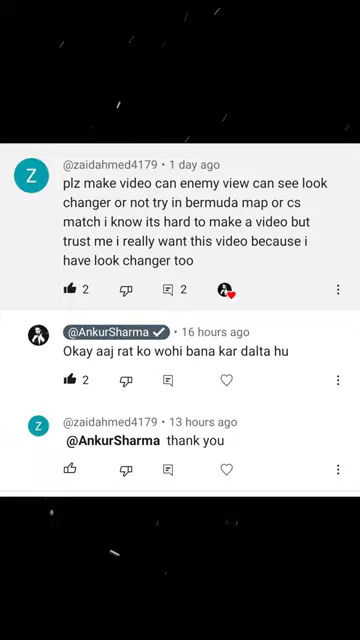 Z
@zaidahmed4179 • 1 day ago
plz make video can enemy view can see look
changer or not try in bermuda map or cs
match i know its hard to make a video but
trust me i really want this video because i
have look changer too
2
2
@AnkurSharma • 16 hours ago
Okay aaj rat ko wohi bana kar dalta hu
2
Z
@zaidahmed4179 • 13 hours ago
@AnkurSharma thank you